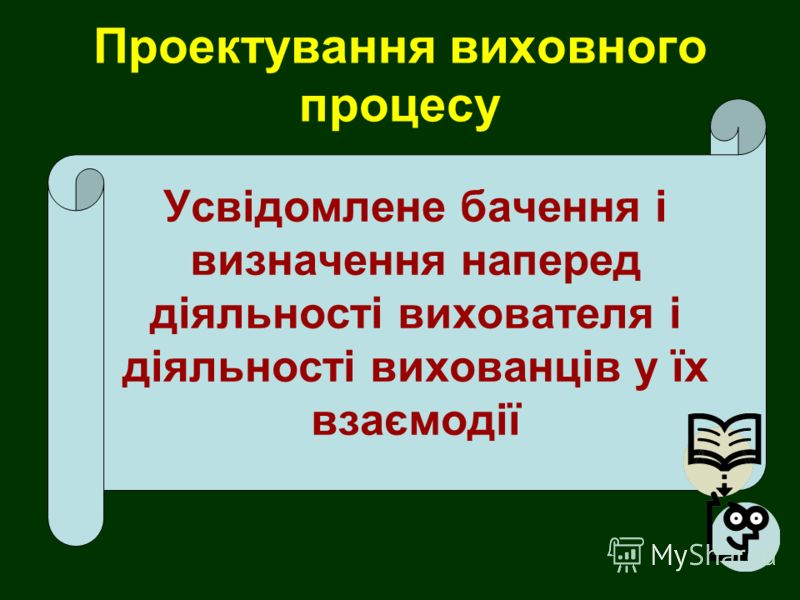 Проектування виховного
процесу
Усвідомлене бачення і
визначення наперед
діяльності вихователя і
діяльності вихованців у їх
взаємодії